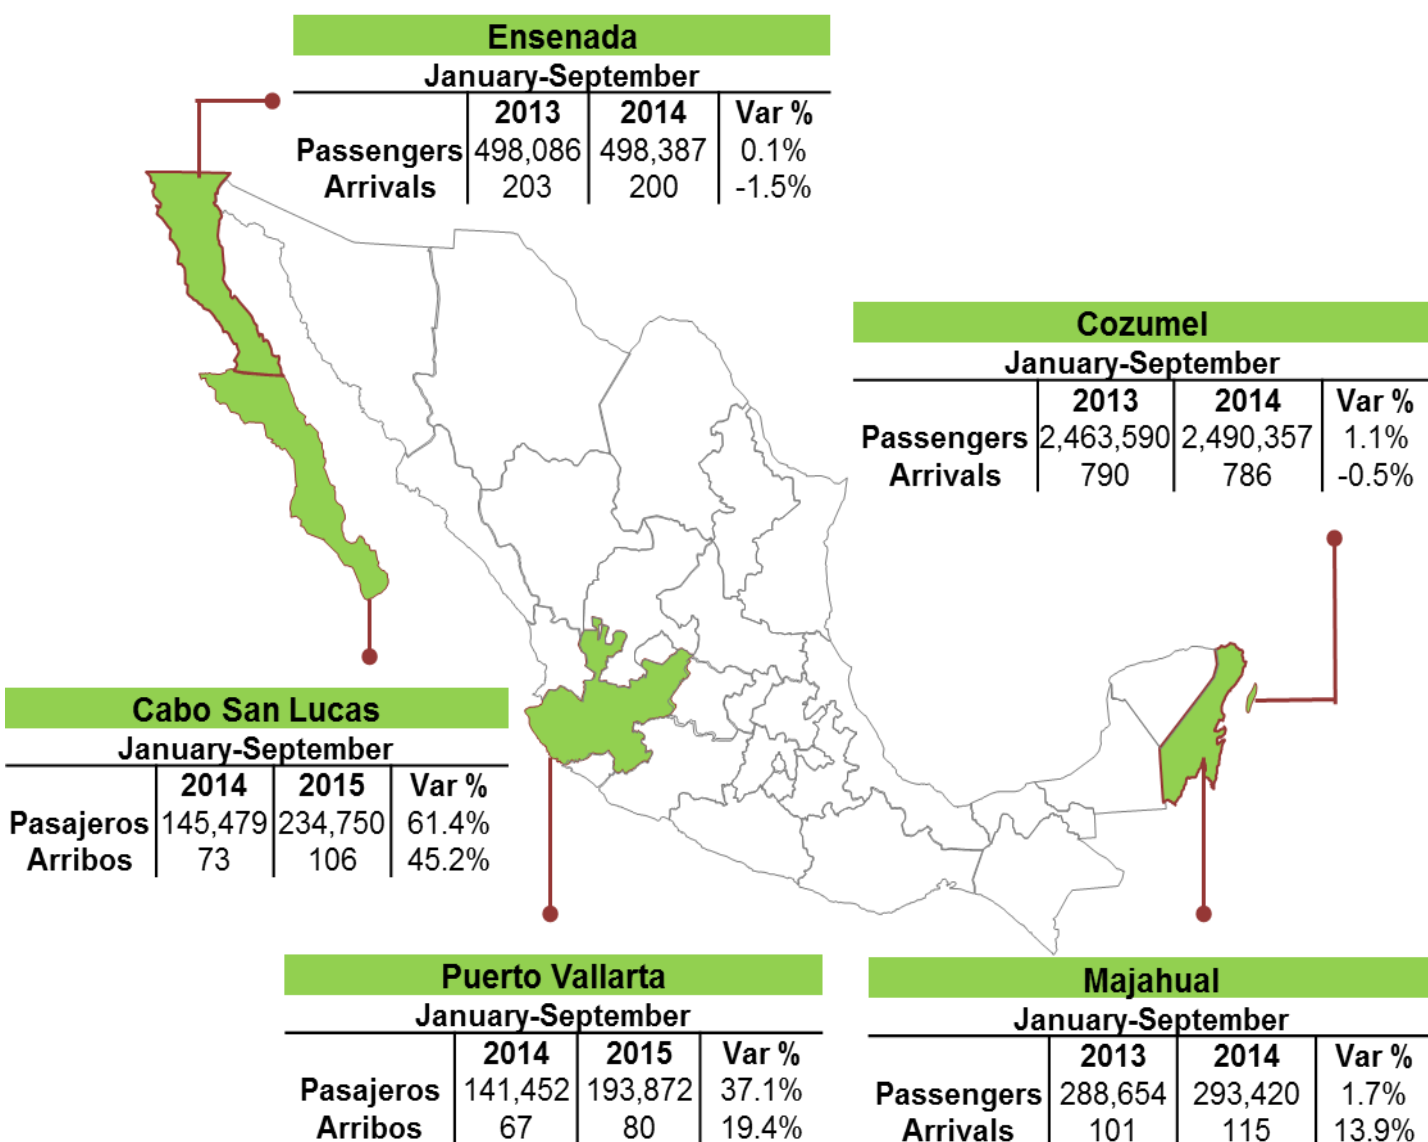 Ensenada
January-September
2013 2014 Var %
Passengers 498,086 498,387 0.1%
Arrivals 203 200 -1.5%
Cozumel
January-September
2013 2014 Var %
Passengers 2,463,590 2,490,357 1.1%
Arrivals 790 786 -0.5%
Cabo San Lucas
January-September
2014 2015 Var %
Pasajeros 145,479 234,750 61.4%
Arribos 73 106 45.2%
Puerto Vallarta
January-September
2014 2015 Var %
Pasajeros 141,452 193,872 37.1%
Arribos 67 80 19.4%
Majahual
January-September
2013 2014 Var %
Passengers 288,654 293,420 1.7%
Arrivals 101 115 13.9%